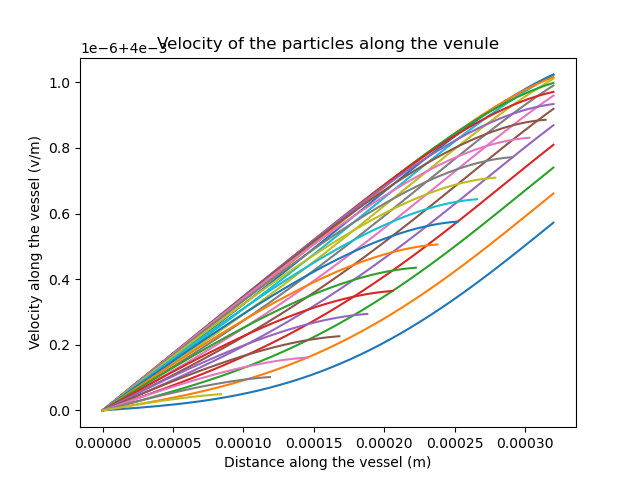 Velocity of the particles along the venule
1e−6+4e−3
1.0
0.8
0.6
0.4
0.2
0.0
Velocity along the vessel (v/m)
0.00000 0.00005 0.00010 0.00015 0.00020 0.00025 0.00030
Distance along the vessel (m)